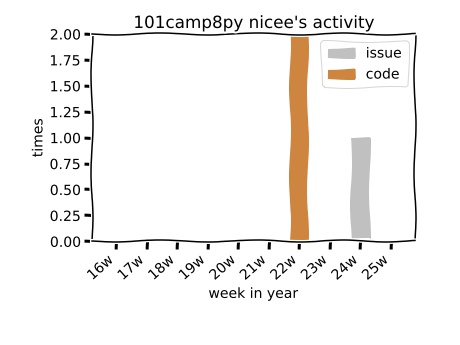 101camp8py nicee's activity
2.00
1.75
1.50
1.25
1.00
0.75
0.50
0.25
0.00
times
issue
code
16w 17w 18w 19w 20w 21w 22w 23w 24w 25w
week in year